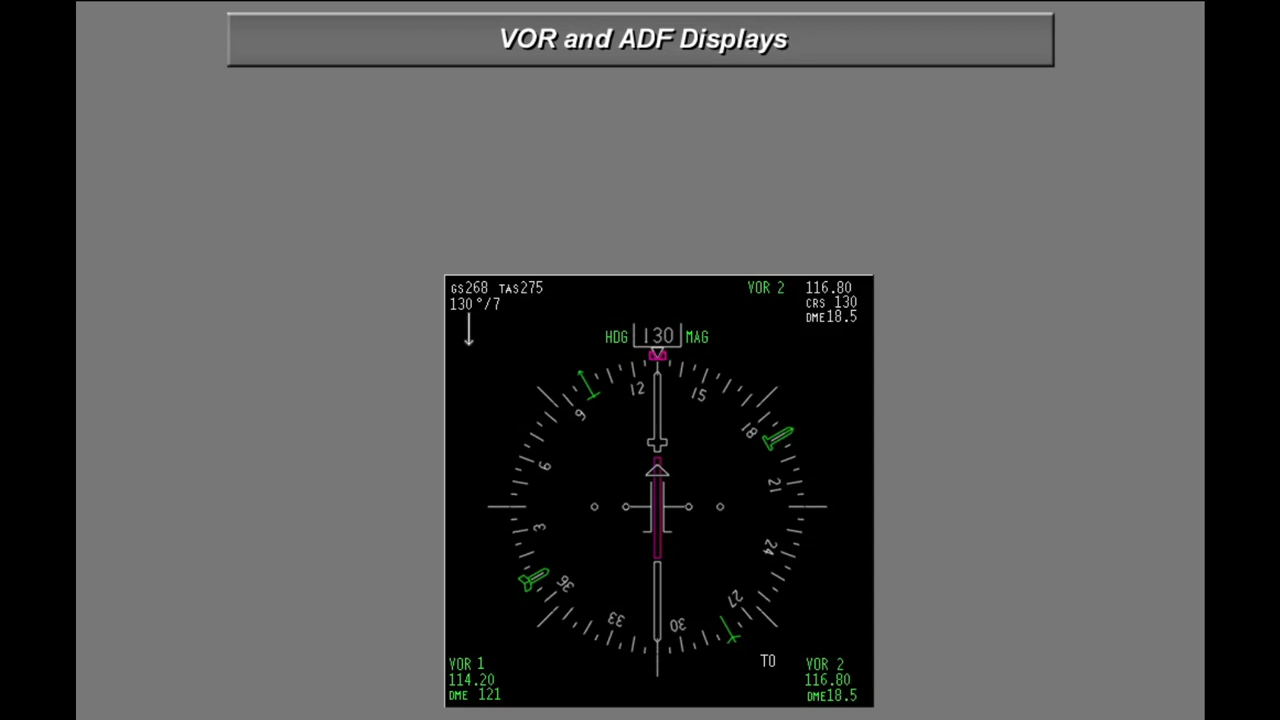 VOR and ADF Displays
GS268 TAS275
130°/7
VOR 2 116.80
CRS 130
DME18.5
HDG 130 MAG
12 15
9 18
6 21
3 24
36 27
33 30
TO
VOR 1
114.20
DME 121
VOR 2
116.80
DME18.5